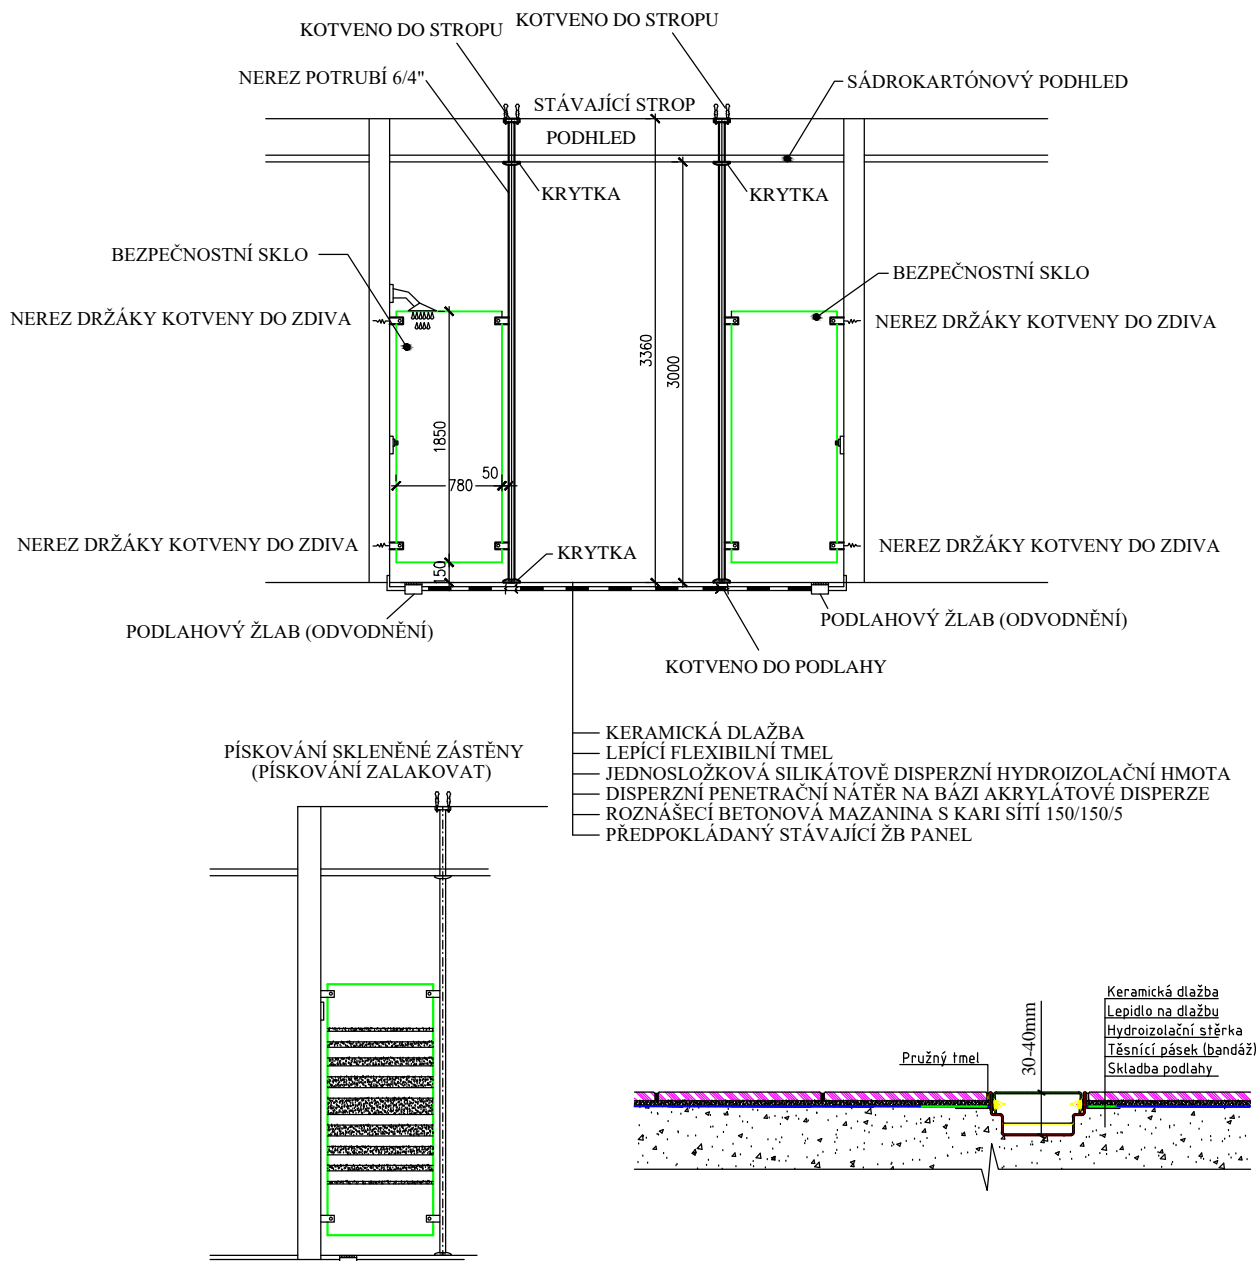 KOTVENO DO STROPU
KOTVENO DO STROPU
NEREZ POTRUBÍ 6/4"
SÁDROKARTÓNOVÝ PODHLED
STÁVAJÍCÍ STROP
PODHLED
KRYTKA
KRYTKA
BEZPEČNOSTNÍ SKLO
BEZPEČNOSTNÍ SKLO
NEREZ DRŽÁKY KOTVENY DO ZDIVA
NEREZ DRŽÁKY KOTVENY DO ZDIVA
3360
3000
1850
50
780
NEREZ DRŽÁKY KOTVENY DO ZDIVA
KRYTKA
NEREZ DRŽÁKY KOTVENY DO ZDIVA
150
PODLAHOVÝ ŽLAB (ODVODNĚNÍ)
PODLAHOVÝ ŽLAB (ODVODNĚNÍ)
KOTVENO DO PODLAHY
KERAMICKÁ DLAŽBA
LEPÍCÍ FLEXIBILNÍ TMEL
JEDNOSLOŽKOVÁ SILIKÁTOVĚ DISPERZNÍ HYDROIZOLAČNÍ HMOTA
DISPERZNÍ PENETRAČNÍ NÁTĚR NA BÁZI AKRYLÁTOVÉ DISPERZE
ROZNÁŠECÍ BETONOVÁ MAZANINA S KARI SÍTÍ 150/150/5
PŘEDPOKLÁDANÝ STÁVAJÍCÍ ŽB PANEL
PÍSKOVÁNÍ SKLENĚNÉ ZÁSTĚNY
(PÍSKOVÁNÍ ZALAKOVAT)
Keramická dlažba
Lepidlo na dlažbu
Hydroizolační stěrka
Těsnící pásek (bandáž)
Skladba podlahy
Pružný tmel
30-40mm